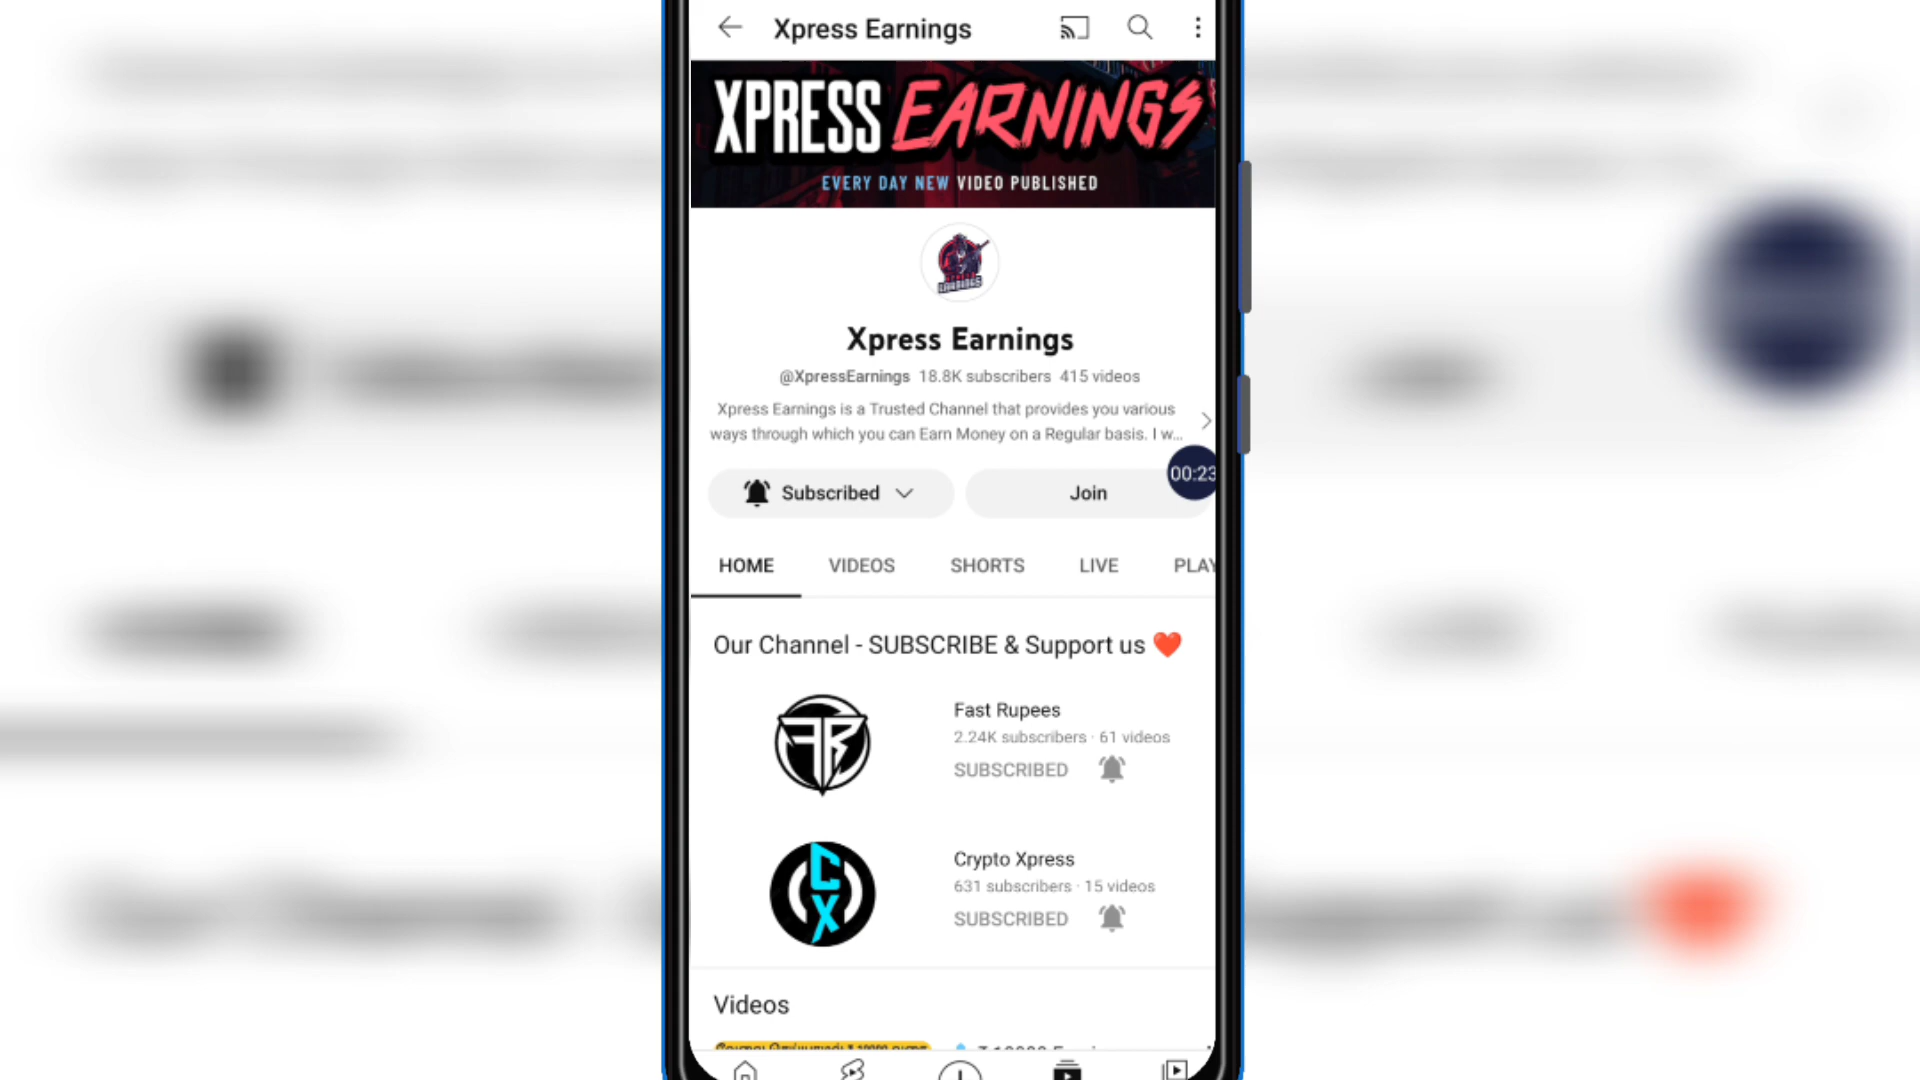 Xpress Earnings
XPRESS EARNINGS
EVERY DAY NEW VIDEO PUBLISHED
EARNINGS
Xpress Earnings
@XpressEarnings 18.8K subscribers 415 videos
Xpress Earnings is a Trusted Channel that provides you various
ways through which you can Earn Money on a Regular basis. I w...
00:23
Subscribed
Join
HOME VIDEOS SHORTS LIVE PLAY
Our Channel - SUBSCRIBE & Support us ❤️
Fast Rupees
2.24K subscribers · 61 videos
SUBSCRIBED
CX
Crypto Xpress
631 subscribers · 15 videos
SUBSCRIBED
Videos